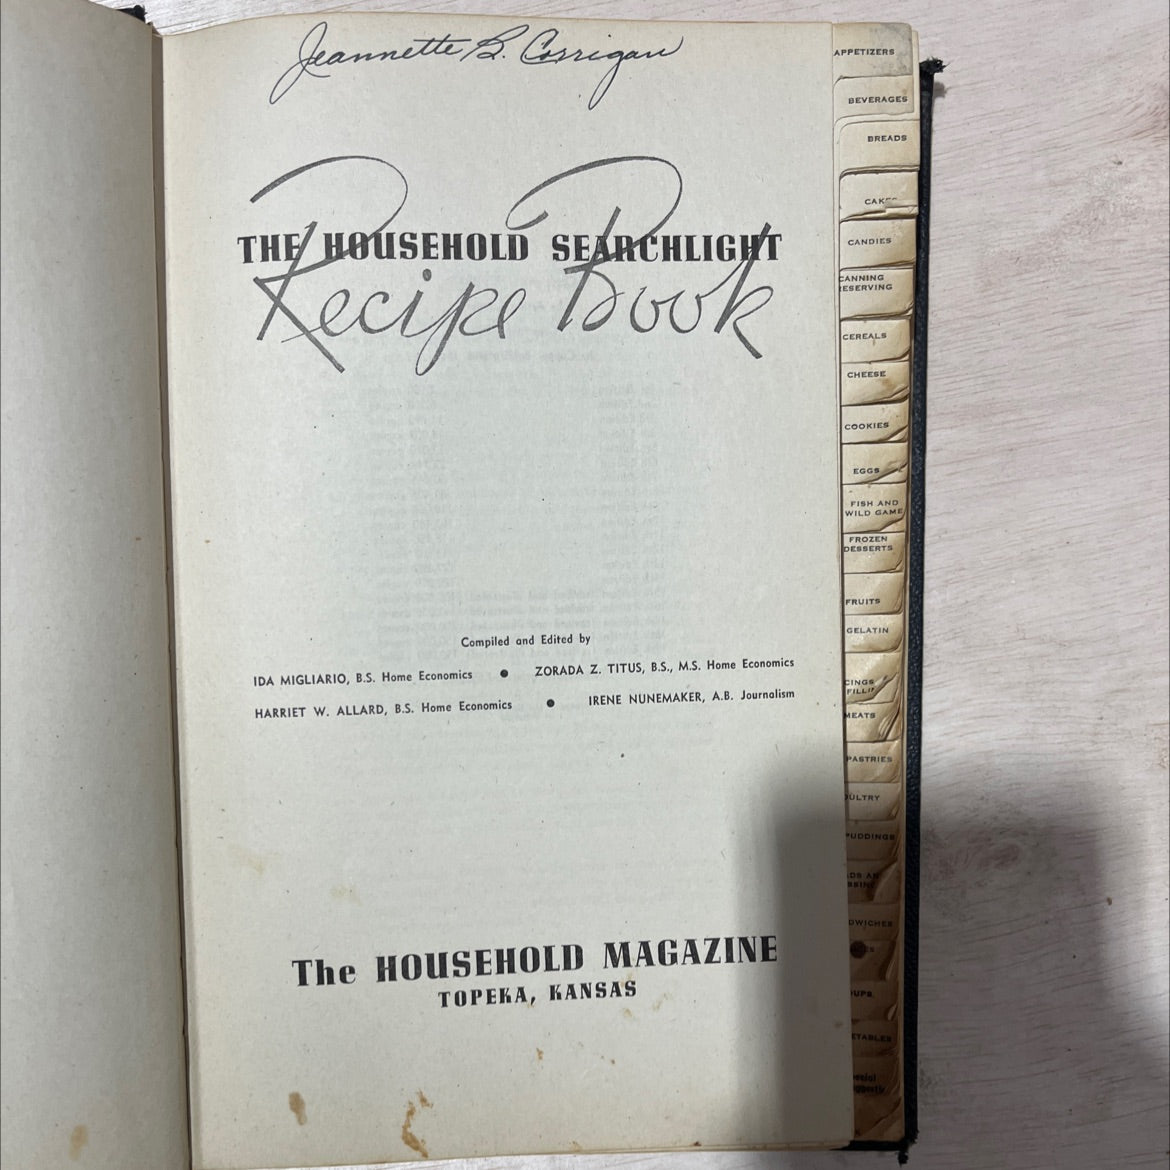 Jeannette B. Corrigan
THE HOUSEHOLD SEARCHLIGHT
Recipe Book
Compiled and Edited by
IDA MIGLIARIO, B.S. Home Economics ● ZORADA Z. TITUS, B.S., M.S. Home Economics
HARRIET W. ALLARD, B.S. Home Economics ● IRENE NUNEMAKER, A.B. Journalism
The HOUSEHOLD MAGAZINE
TOPEKA, KANSAS
APPETIZERS
BEVERAGES
BREADS
CANDIES
CANNING
CEREALS
CHEESE
COOKIES
EGGS
FISH AND
WILD GAME
FROZEN
DESSERTS
FRUITS
GELATIN
MEATS
PASTRIES
PUDDINGS